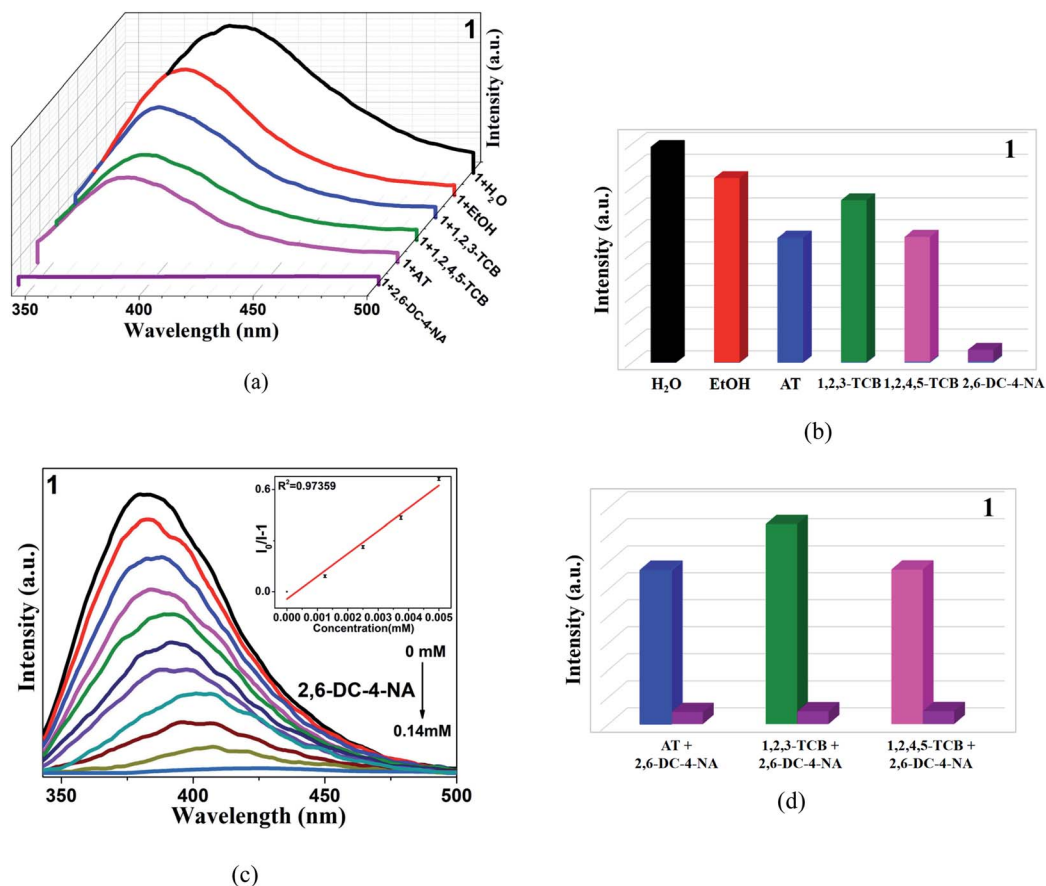 1
Intensity (a.u.)
1+H₂O
1+EtOH
1+1,2,3-TCB
1+1,2,4,5-TCB
1+AT
1+2,6-DC-4-NA
350 400 450 500
Wavelength (nm)
(a)
1
Intensity (a.u.)
H₂O EtOH AT 1,2,3-TCB 1,2,4,5-TCB 2,6-DC-4-NA
(b)
1
Intensity (a.u.)
R²=0.97359
0.6
0.0
I₀/I-1
0.000 0.001 0.002 0.003 0.004 0.005
Concentration(mM)
0 mM
2,6-DC-4-NA
0.14mM
350 400 450 500
Wavelength (nm)
(c)
1
Intensity (a.u.)
AT + 1,2,3-TCB + 1,2,4,5-TCB +
2,6-DC-4-NA 2,6-DC-4-NA 2,6-DC-4-NA
(d)